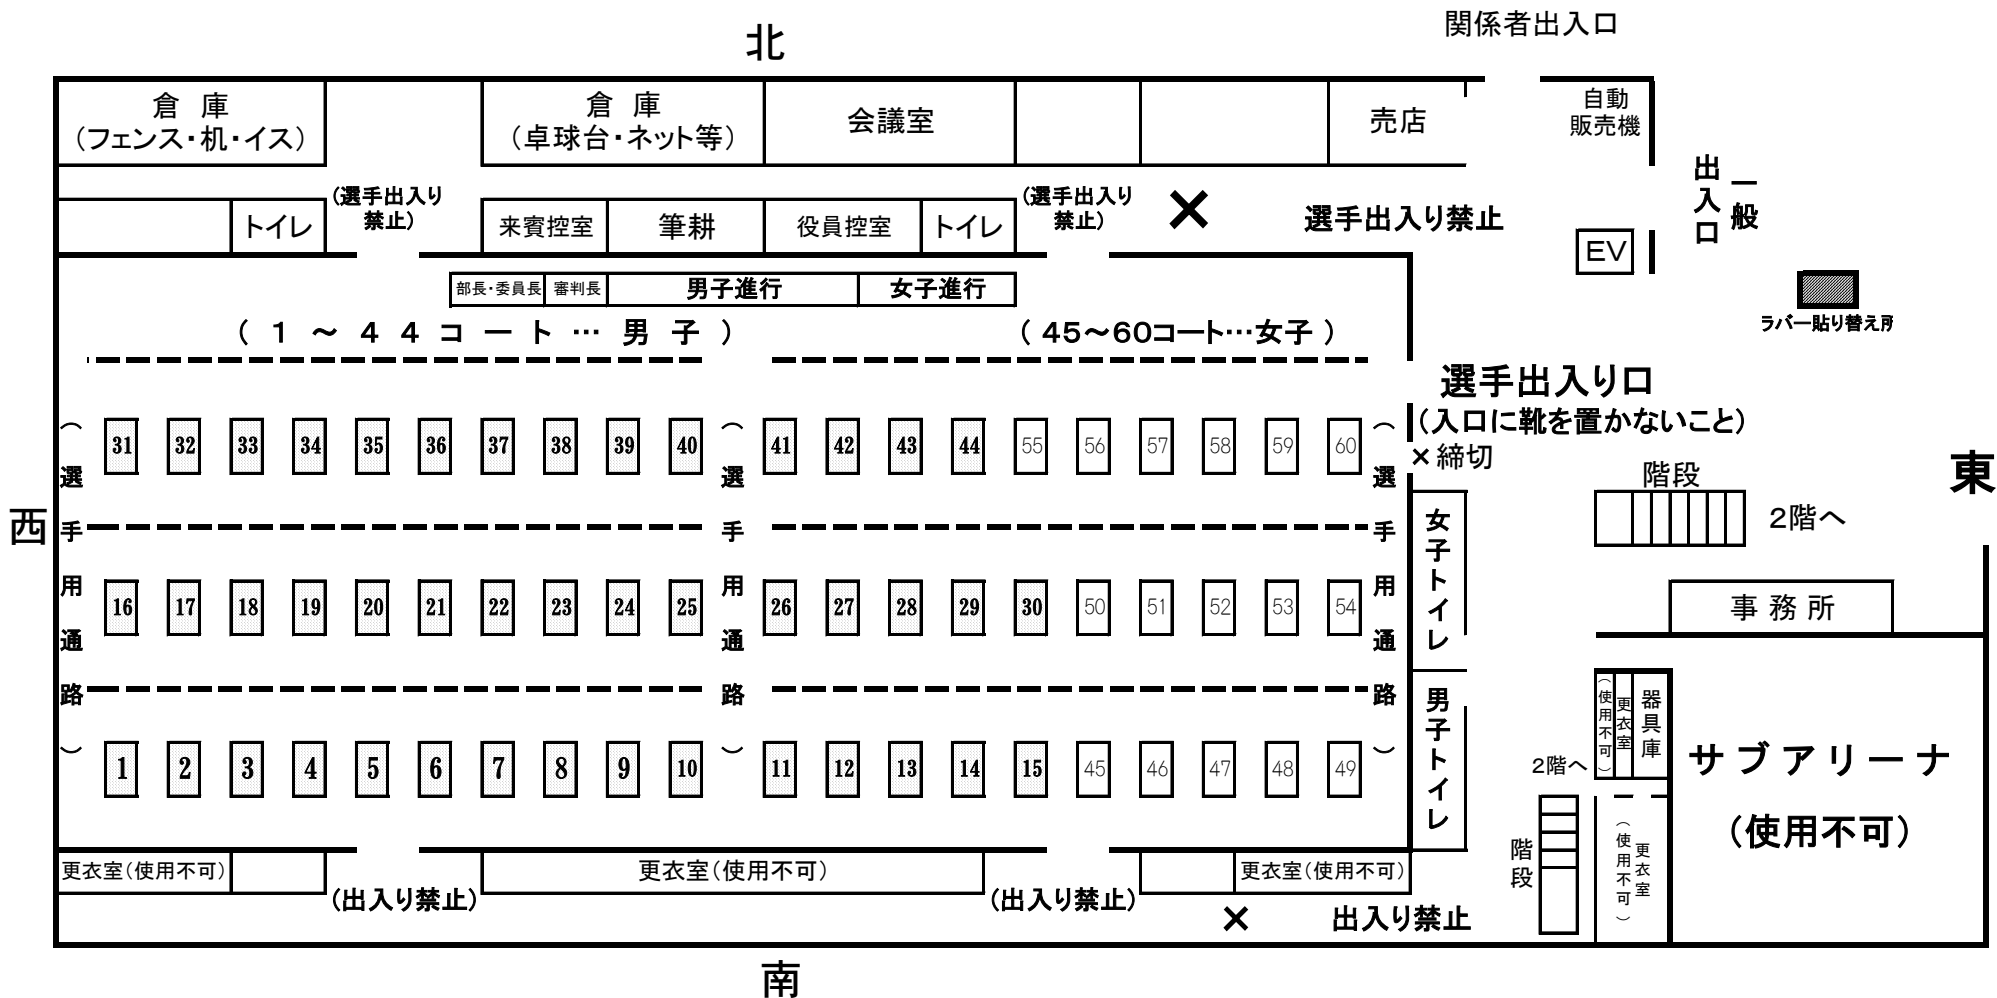 関係者出入口
北
倉 庫
（フェンス・机・イス）
倉 庫
（卓球台・ネット等）
会議室
売店
自動
販売機
一般
出入口
トイレ
（選手出入り
禁止）
来賓控室
筆耕
役員控室
トイレ
（選手出入り
禁止）
×
選手出入り禁止
EV
部長・委員長
審判長
男子進行
女子進行
ラバー貼り替え所
（１～４４コート…男子）
（45～60コート…女子）
選手出入り口
（入口に靴を置かないこと）
×締切
31 32 33 34 35 36 37 38 39 40 41 42 43 44 55 56 57 58 59 60
（選手用通路）
（選手用通路）
（選手用通路）
西
東
階段
2階へ
女子トイレ
16 17 18 19 20 21 22 23 24 25 26 27 28 29 30 50 51 52 53 54
事務所
男子トイレ
器具庫
更衣室
（使用不可）
サブアリーナ
（使用不可）
2階へ
1 2 3 4 5 6 7 8 9 10 11 12 13 14 15 45 46 47 48 49
階段
更衣室
（使用不可）
更衣室（使用不可）
（出入り禁止）
更衣室（使用不可）
（出入り禁止）
更衣室（使用不可）
×
出入り禁止
南